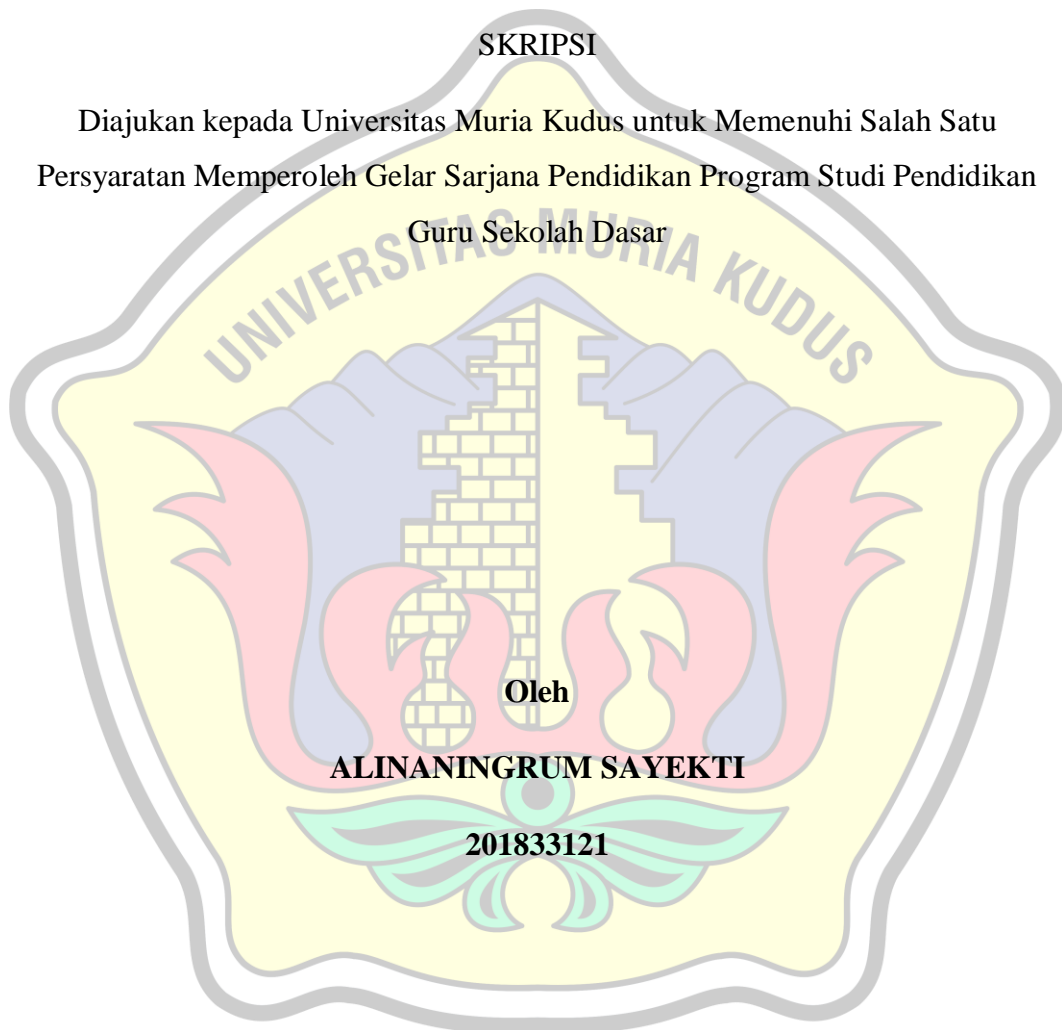 SKRIPSI
Diajukan kepada Universitas Muria Kudus untuk Memenuhi Salah Satu
Persyaratan Memperoleh Gelar Sarjana Pendidikan Program Studi Pendidikan
Guru Sekolah Dasar
UNIVERSITAS MURIA KUDUS
Oleh
ALINANINGRUM SAYEKTI
201833121